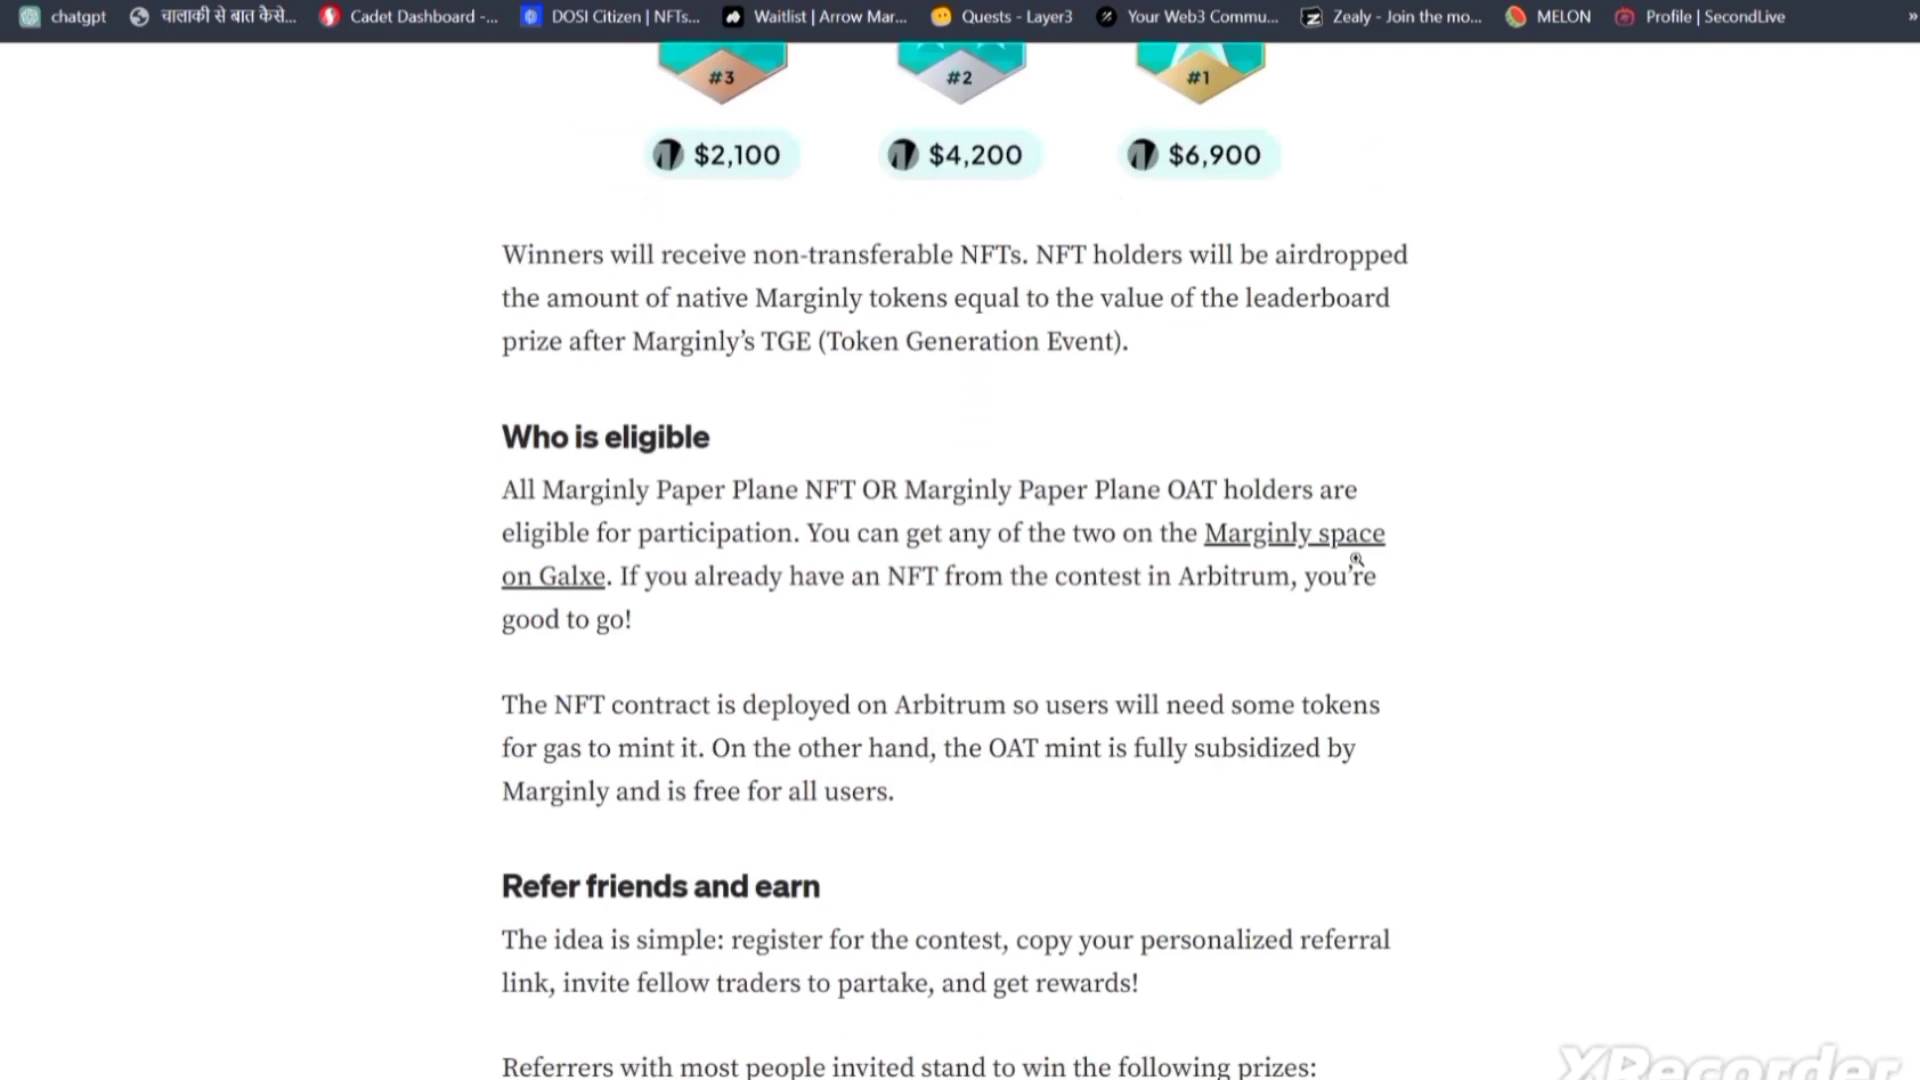 chatgpt चालाकी से बात कैसे... Cadet Dashboard -... DOSI Citizen | NFTs... Waitlist | Arrow Mar... Quests - Layer3 Your Web3 Commu... Zealy - Join the mo... MELON Profile | SecondLive »
#3 #2 #1
$2,100 $4,200 $6,900
Winners will receive non-transferable NFTs. NFT holders will be airdropped
the amount of native Marginly tokens equal to the value of the leaderboard
prize after Marginly’s TGE (Token Generation Event).
Who is eligible
All Marginly Paper Plane NFT OR Marginly Paper Plane OAT holders are
eligible for participation. You can get any of the two on the Marginly space
on Galxe. If you already have an NFT from the contest in Arbitrum, you’re
good to go!
The NFT contract is deployed on Arbitrum so users will need some tokens
for gas to mint it. On the other hand, the OAT mint is fully subsidized by
Marginly and is free for all users.
Refer friends and earn
The idea is simple: register for the contest, copy your personalized referral
link, invite fellow traders to partake, and get rewards!
Referrers with most people invited stand to win the following prizes:
XRecorder